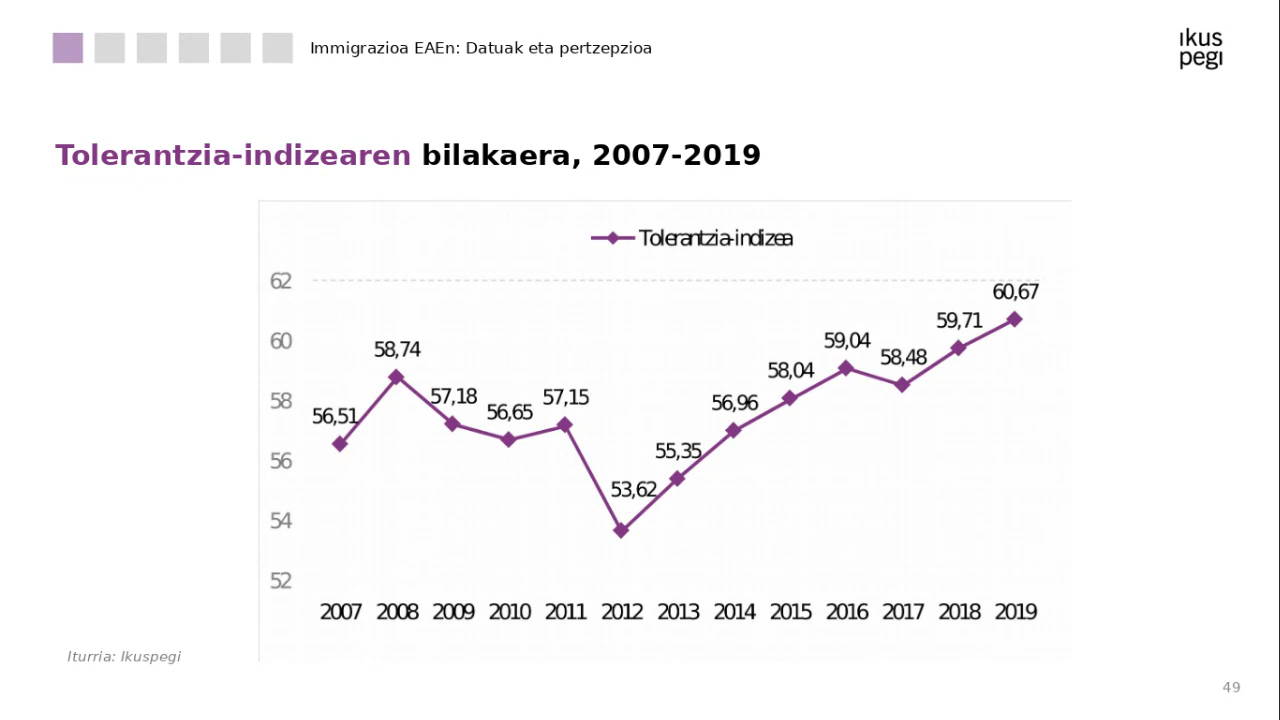 Immigrazioa EAEn: Datuak eta pertzepzioa
ikus
pegi
Tolerantzia-indizearen bilakaera, 2007-2019
Tolerantzia-indizea
62
60
58
56
54
52
56,51
58,74
57,18
56,65
57,15
53,62
55,35
56,96
58,04
59,04
58,48
59,71
60,67
2007 2008 2009 2010 2011 2012 2013 2014 2015 2016 2017 2018 2019
Iturria: Ikuspegi
49